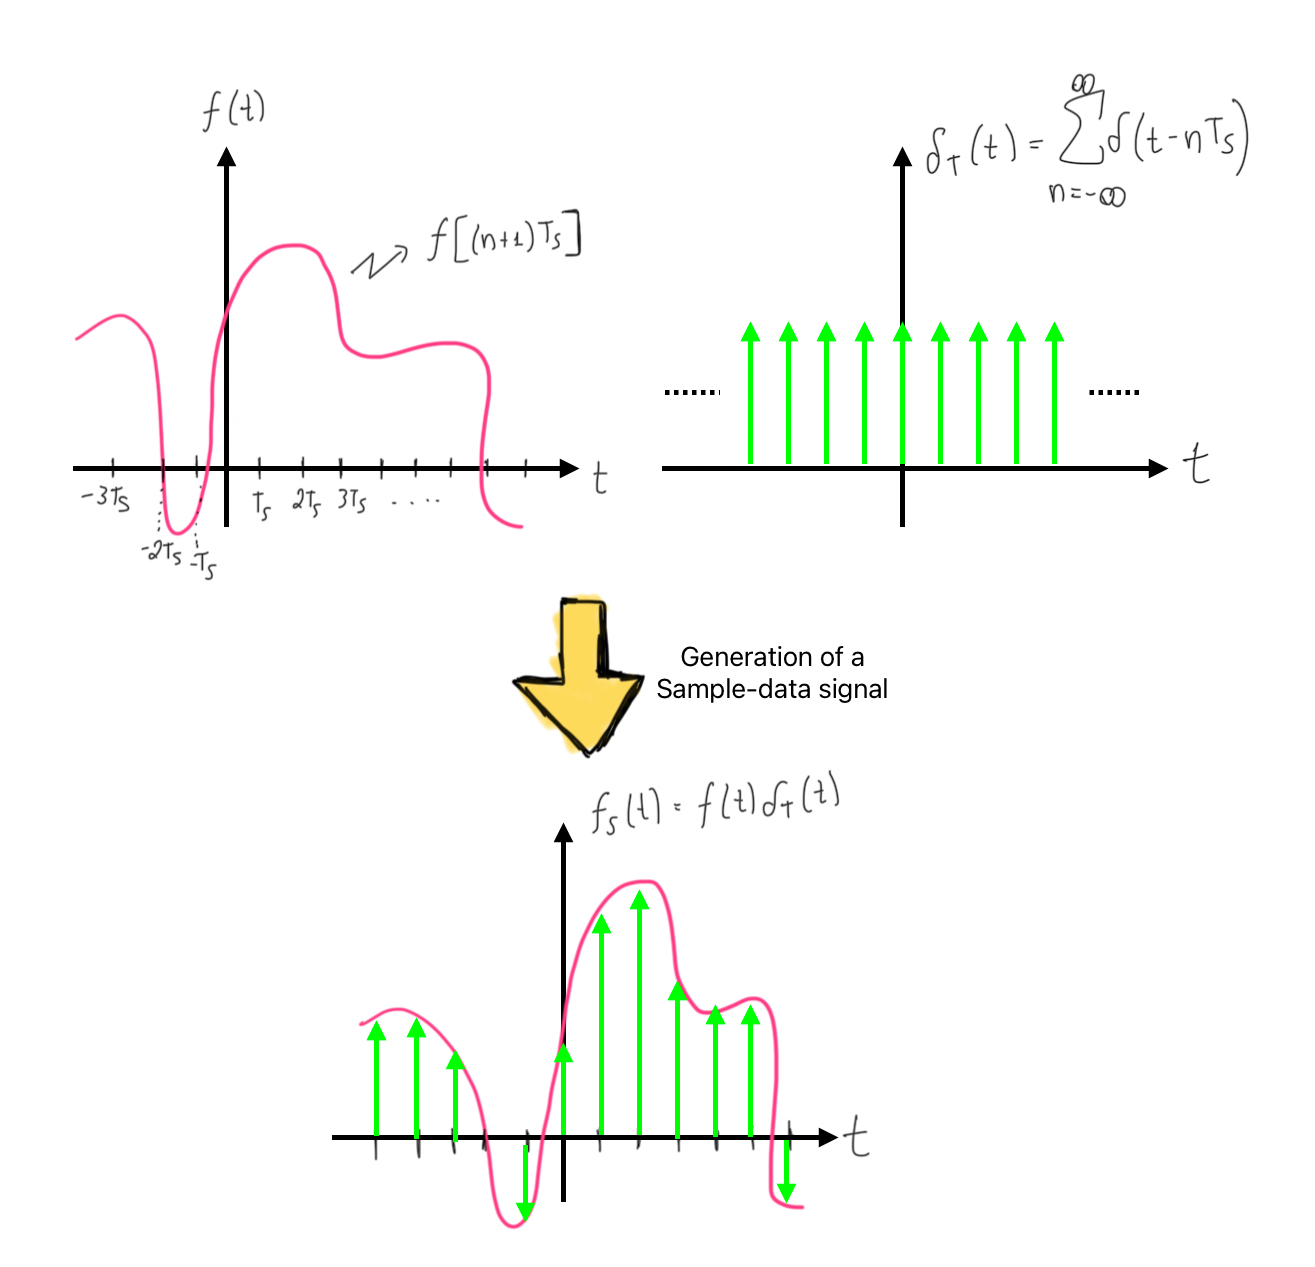 f(t)
f[(n+1)Ts]
-3Ts
-2Ts
-Ts
Ts
2Ts
3Ts
....
t
δT(t) = ∞∑n=-∞ δ(t-nTs)
......
......
t
Generation of a
Sample-data signal
fs(t) = f(t)δT(t)
t